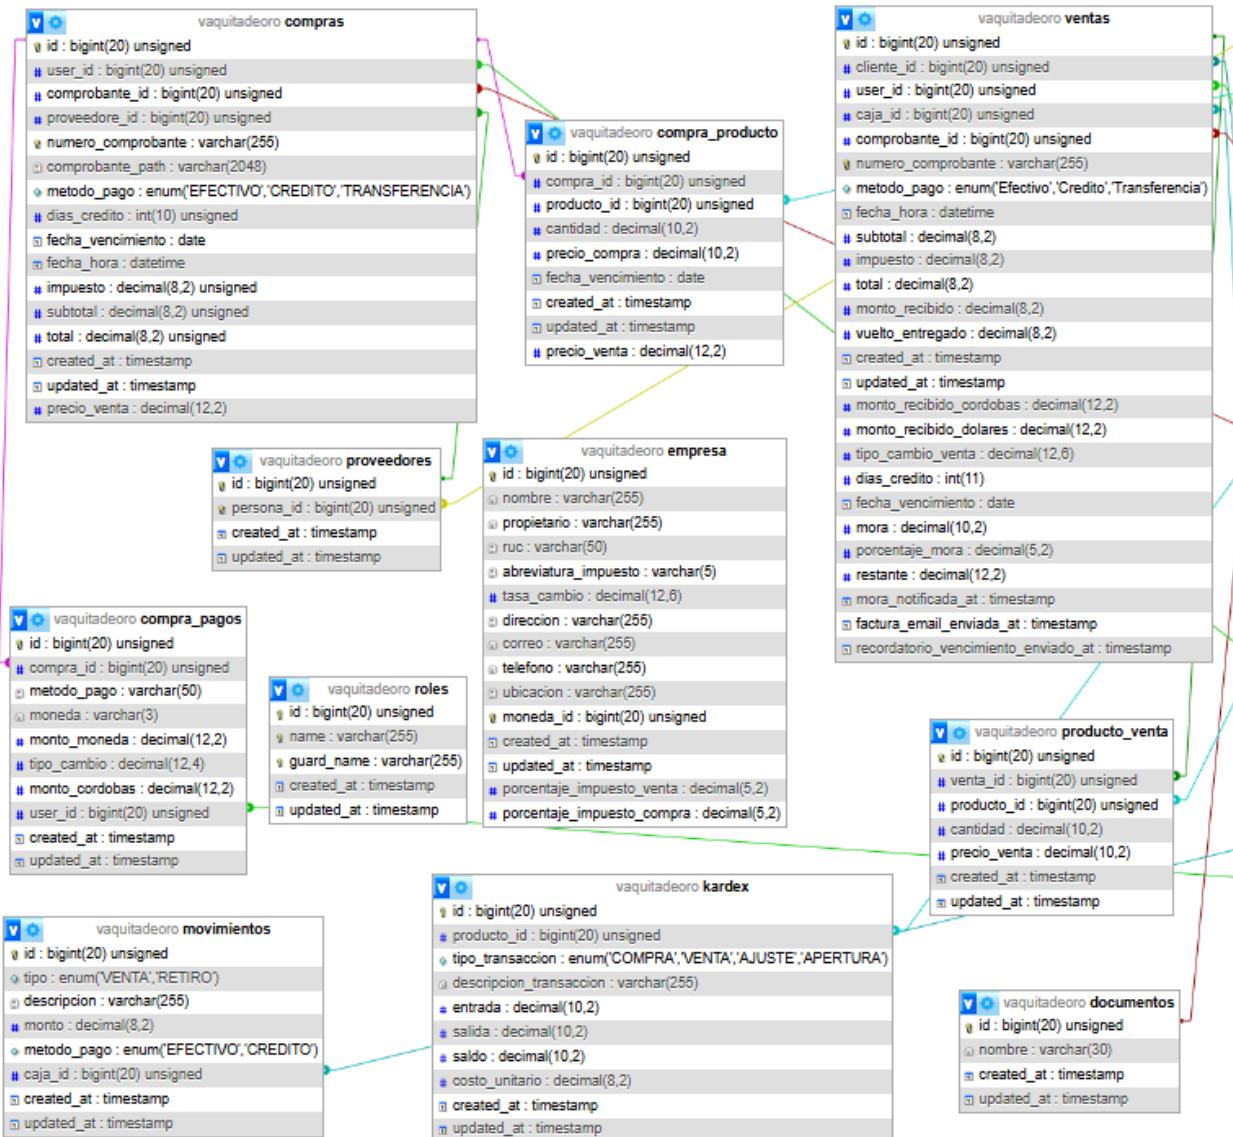 vaquitadeoro compras
id : bigint(20) unsigned
user_id : bigint(20) unsigned
comprobante_id : bigint(20) unsigned
proveedore_id : bigint(20) unsigned
numero_comprobante : varchar(255)
comprobante_path : varchar(2048)
metodo_pago : enum('EFECTIVO','CREDITO','TRANSFERENCIA')
dias_credito : int(10) unsigned
fecha_vencimiento : date
fecha_hora : datetime
impuesto : decimal(8,2) unsigned
subtotal : decimal(8,2) unsigned
total : decimal(8,2) unsigned
created_at : timestamp
updated_at : timestamp
precio_venta : decimal(12,2)
vaquitadeoro compra_producto
id : bigint(20) unsigned
compra_id : bigint(20) unsigned
producto_id : bigint(20) unsigned
cantidad : decimal(10,2)
precio_compra : decimal(10,2)
fecha_vencimiento : date
created_at : timestamp
updated_at : timestamp
precio_venta : decimal(12,2)
vaquitadeoro ventas
id : bigint(20) unsigned
cliente_id : bigint(20) unsigned
user_id : bigint(20) unsigned
caja_id : bigint(20) unsigned
comprobante_id : bigint(20) unsigned
numero_comprobante : varchar(255)
metodo_pago : enum('Efectivo','Credito','Transferencia')
fecha_hora : datetime
subtotal : decimal(8,2)
impuesto : decimal(8,2)
total : decimal(8,2)
monto_recibido : decimal(8,2)
vuelto_entregado : decimal(8,2)
created_at : timestamp
updated_at : timestamp
monto_recibido_cordobas : decimal(12,2)
monto_recibido_dolares : decimal(12,2)
tipo_cambio_venta : decimal(12,6)
dias_credito : int(11)
fecha_vencimiento : date
mora : decimal(10,2)
porcentaje_mora : decimal(5,2)
restante : decimal(12,2)
mora_notificada_at : timestamp
factura_email_enviada_at : timestamp
recordatorio_vencimiento_enviado_at : timestamp
vaquitadeoro proveedores
id : bigint(20) unsigned
persona_id : bigint(20) unsigned
created_at : timestamp
updated_at : timestamp
vaquitadeoro empresa
id : bigint(20) unsigned
nombre : varchar(255)
propietario : varchar(255)
ruc : varchar(50)
abreviatura_impuesto : varchar(5)
tasa_cambio : decimal(12,6)
direccion : varchar(255)
correo : varchar(255)
telefono : varchar(255)
ubicacion : varchar(255)
moneda_id : bigint(20) unsigned
created_at : timestamp
updated_at : timestamp
porcentaje_impuesto_venta : decimal(5,2)
porcentaje_impuesto_compra : decimal(5,2)
vaquitadeoro compra_pagos
id : bigint(20) unsigned
compra_id : bigint(20) unsigned
metodo_pago : varchar(50)
moneda : varchar(3)
monto_moneda : decimal(12,2)
tipo_cambio : decimal(12,4)
monto_cordobas : decimal(12,2)
user_id : bigint(20) unsigned
created_at : timestamp
updated_at : timestamp
vaquitadeoro roles
id : bigint(20) unsigned
name : varchar(255)
guard_name : varchar(255)
created_at : timestamp
updated_at : timestamp
vaquitadeoro producto_venta
id : bigint(20) unsigned
venta_id : bigint(20) unsigned
producto_id : bigint(20) unsigned
cantidad : decimal(10,2)
precio_venta : decimal(10,2)
created_at : timestamp
updated_at : timestamp
vaquitadeoro movimientos
id : bigint(20) unsigned
tipo : enum('VENTA','RETIRO')
descripcion : varchar(255)
monto : decimal(8,2)
metodo_pago : enum('EFECTIVO','CREDITO')
caja_id : bigint(20) unsigned
created_at : timestamp
updated_at : timestamp
vaquitadeoro kardex
id : bigint(20) unsigned
producto_id : bigint(20) unsigned
tipo_transaccion : enum('COMPRA','VENTA','AJUSTE','APERTURA')
descripcion_transaccion : varchar(255)
entrada : decimal(10,2)
salida : decimal(10,2)
saldo : decimal(10,2)
costo_unitario : decimal(8,2)
created_at : timestamp
updated_at : timestamp
vaquitadeoro documentos
id : bigint(20) unsigned
nombre : varchar(30)
created_at : timestamp
updated_at : timestamp